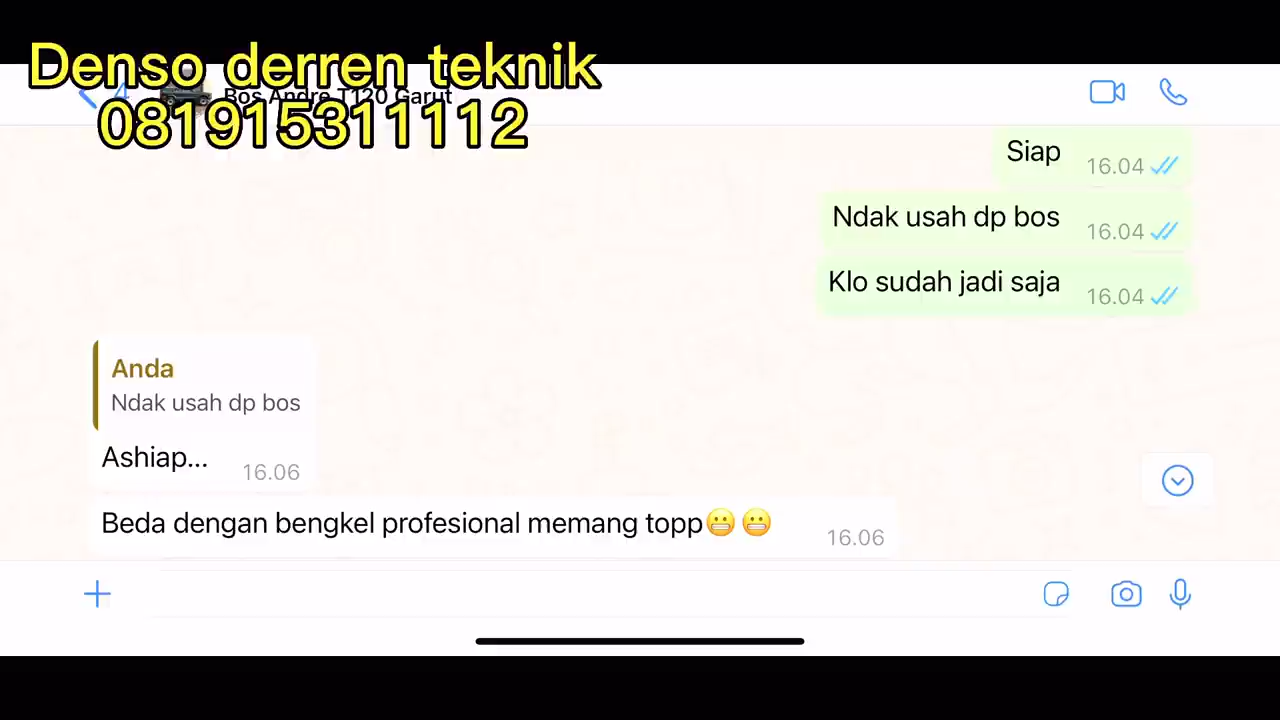 Denso derren teknik
4 Bos Andre T120 Garut
081915311112
Siap 16.04
Ndak usah dp bos 16.04
Klo sudah jadi saja 16.04
Anda
Ndak usah dp bos
Ashiap... 16.06
Beda dengan bengkel profesional memang topp😬😬 16.06